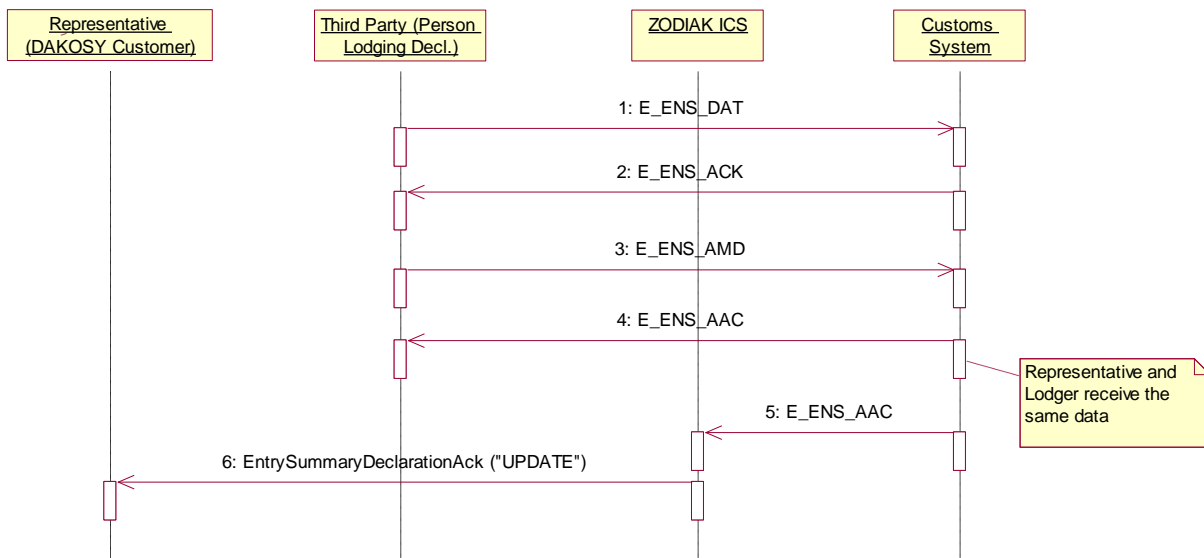 Representative
(DAKOSY Customer)
Third Party (Person
Lodging Decl.)
ZODIAK ICS
Customs
System
1: E_ENS_DAT
2: E_ENS_ACK
3: E_ENS_AMD
4: E_ENS_AAC
Representative and
Lodger receive the
same data
5: E_ENS_AAC
6: EntrySummaryDeclarationAck ("UPDATE")